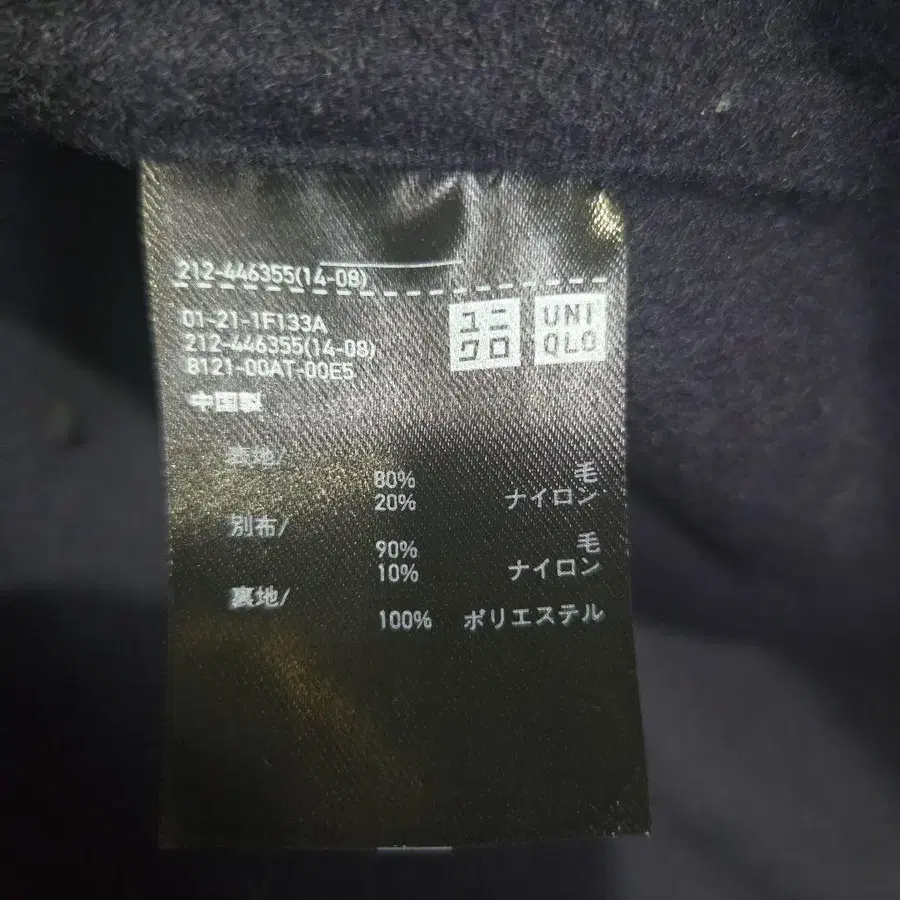 212-446355(14-08)
01-21-1F133A
212-446355(14-08)
8121-00AT-00E5
中国製
ユニ
クロ
UNI
QLO
表地/
80% 毛
20% ナイロン
別布/
90% 毛
10% ナイロン
裏地/
100% ポリエステル